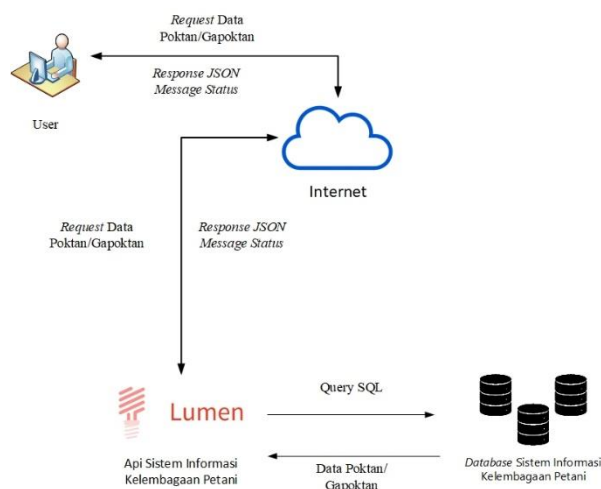 Request Data
Poktan/Gapoktan
Response JSON
Message Status
User
Internet
Request Data
Poktan/Gapoktan
Response JSON
Message Status
Lumen
Query SQL
Api Sistem Informasi
Kelembagaan Petani
Data Poktan/
Gapoktan
Database Sistem Informasi
Kelembagaan Petani